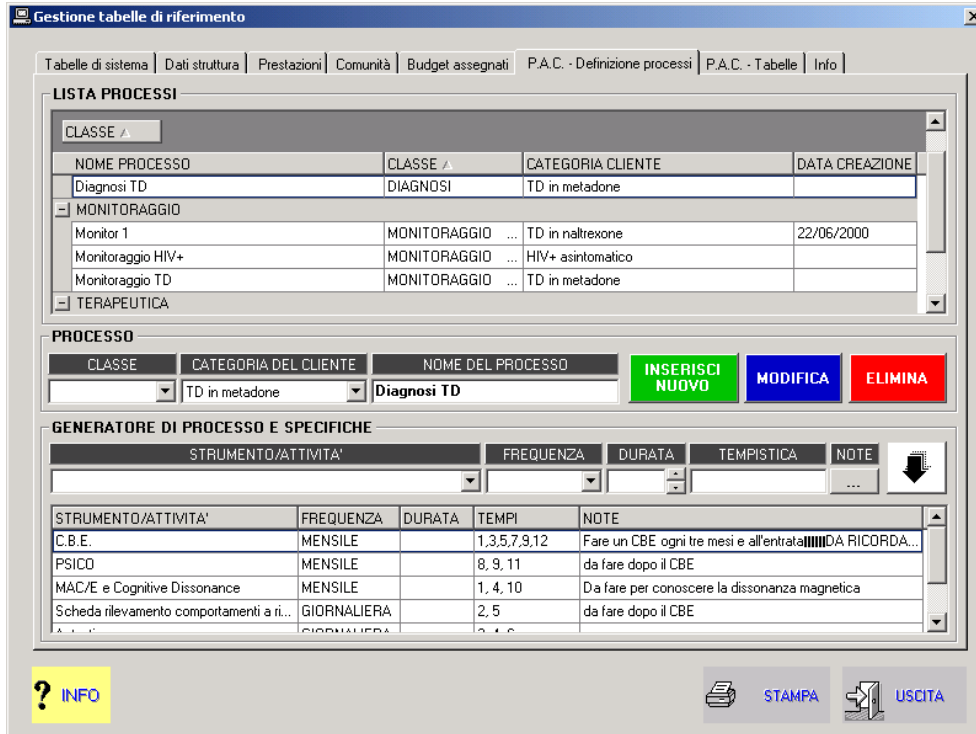 Gestione tabelle di riferimento
Tabelle di sistema Dati struttura Prestazioni Comunità Budget assegnati P.A.C. - Definizione processi P.A.C. - Tabelle Info
LISTA PROCESSI
CLASSE
NOME PROCESSO CLASSE CATEGORIA CLIENTE DATA CREAZIONE
Diagnosi TD DIAGNOSI TD in metadone
MONITORAGGIO
Monitor 1 MONITORAGGIO ... TD in naltrexone 22/06/2000
Monitoraggio HIV+ MONITORAGGIO ... HIV+ asintomatico
Monitoraggio TD MONITORAGGIO ... TD in metadone
TERAPEUTICA
PROCESSO
CLASSE CATEGORIA DEL CLIENTE NOME DEL PROCESSO
INSERISCI
NUOVO MODIFICA ELIMINA
TD in metadone Diagnosi TD
GENERATORE DI PROCESSO E SPECIFICHE
STRUMENTO/ATTIVITA' FREQUENZA DURATA TEMPISTICA NOTE
...
STRUMENTO/ATTIVITA' FREQUENZA DURATA TEMPI NOTE
C.B.E. MENSILE 1,3,5,7,9,12 Fare un CBE ogni tre mesi e all'entrata||||||DA RICORDA...
PSICO MENSILE 8, 9, 11 da fare dopo il CBE
MAC/E e Cognitive Dissonance MENSILE 1, 4, 10 Da fare per conoscere la dissonanza magnetica
Scheda rilevamento comportamenti a ri... GIORNALIERA 2, 5 da fare dopo il CBE
? INFO STAMPA USCITA